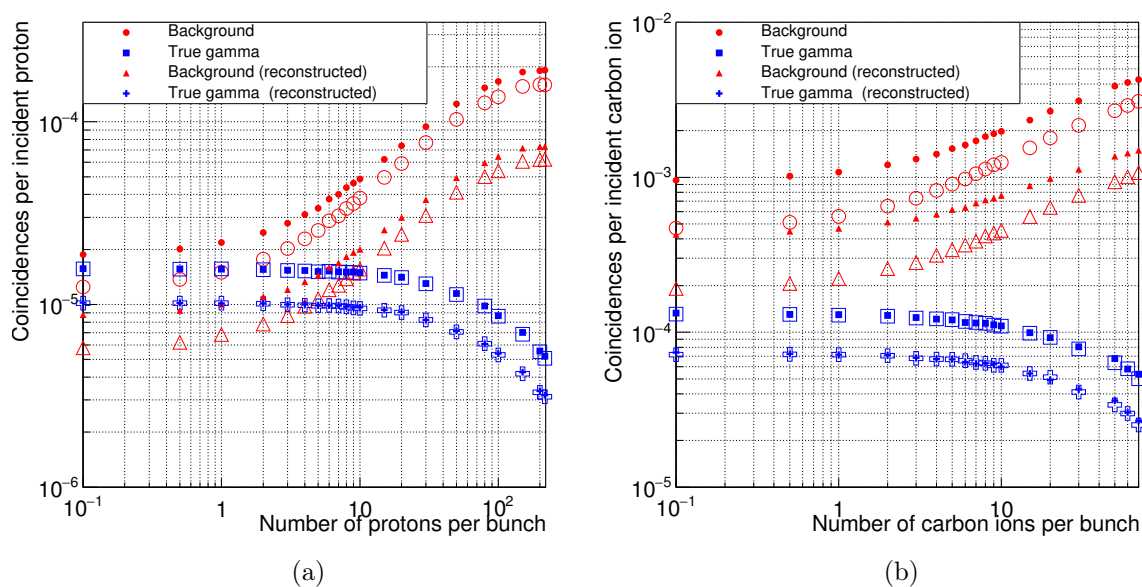 Coincidences per incident proton
Background
True gamma
Background (reconstructed)
True gamma (reconstructed)
10⁻⁴
10⁻⁵
10⁻⁶
10⁻¹ 1 10 10²
Number of protons per bunch
(a)
Coincidences per incident carbon ion
10⁻²
Background
True gamma
Background (reconstructed)
True gamma (reconstructed)
10⁻³
10⁻⁴
10⁻⁵
10⁻¹ 1 10
Number of carbon ions per bunch
(b)